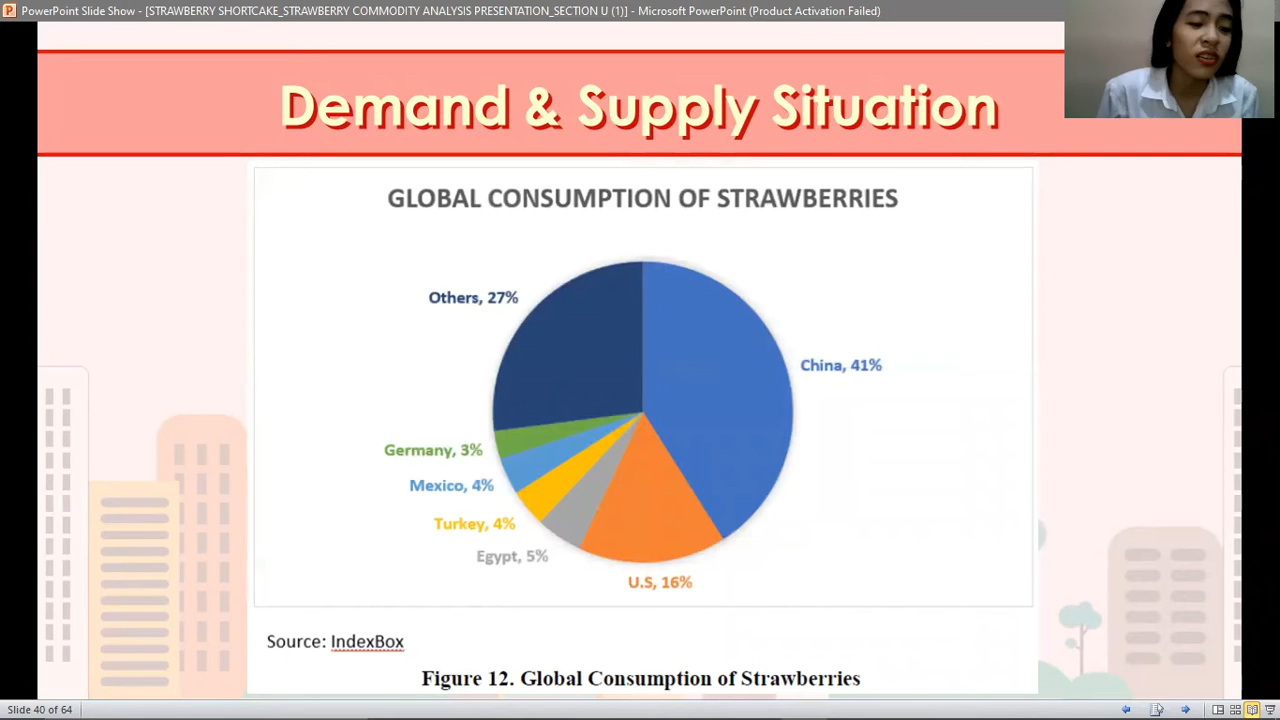 PowerPoint Slide Show - [STRAWBERRY SHORTCAKE_STRAWBERRY COMMODITY ANALYSIS PRESENTATION_SECTION U (1)] - Microsoft PowerPoint (Product Activation Failed)
Demand & Supply Situation
GLOBAL CONSUMPTION OF STRAWBERRIES
Others, 27%
China, 41%
Germany, 3%
Mexico, 4%
Turkey, 4%
Egypt, 5%
U.S, 16%
Source: IndexBox
Figure 12. Global Consumption of Strawberries
Slide 40 of 64